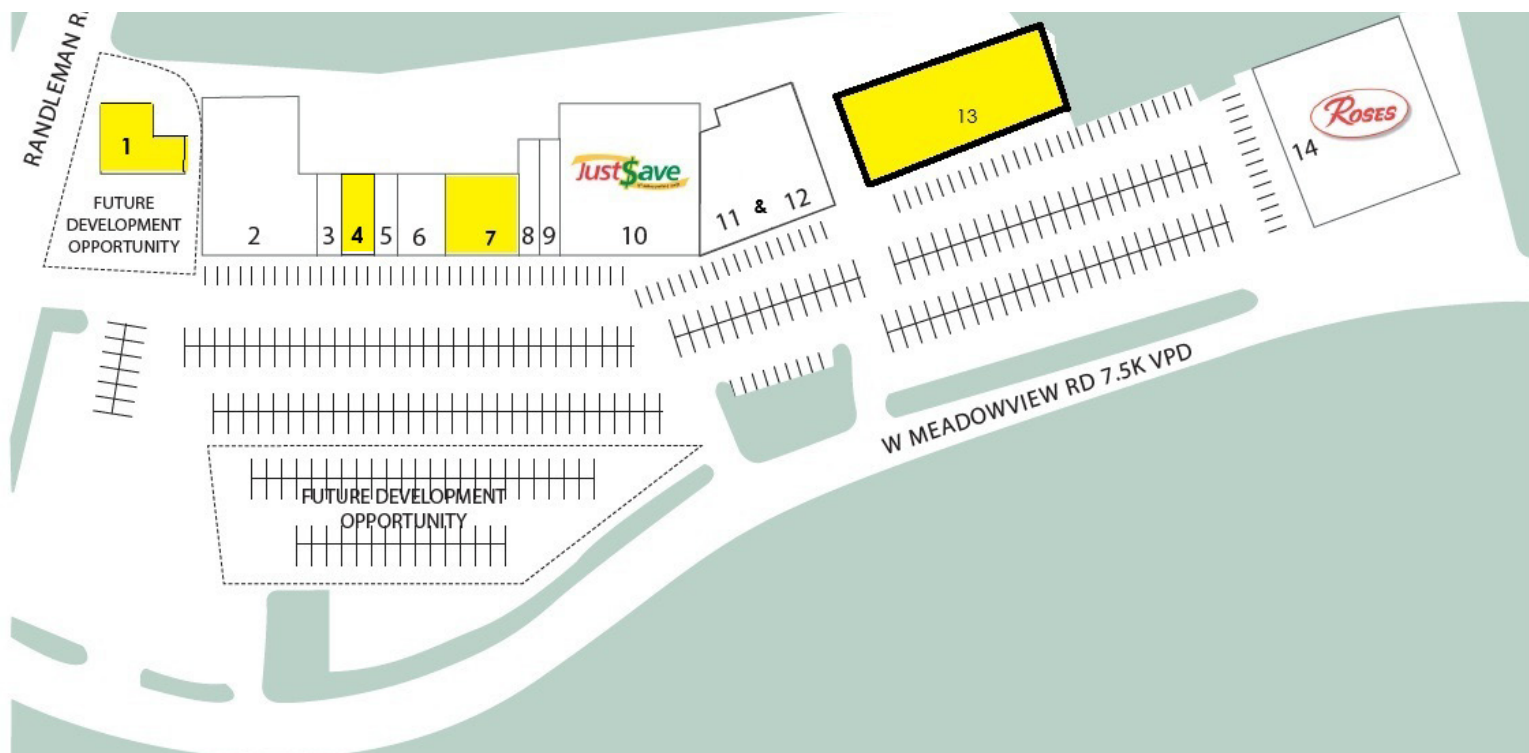 RANDLEMAN R
1
FUTURE
DEVELOPMENT
OPPORTUNITY
2
3
4
5
6
7
8
9
Just$ave
10
11 & 12
13
14
ROSES
W MEADOWVIEW RD 7.5K VPD
FUTURE DEVELOPMENT
OPPORTUNITY